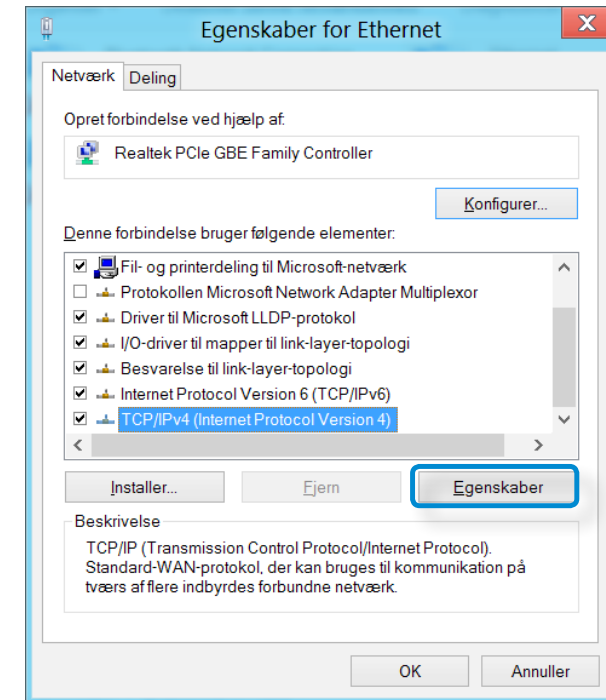 Egenskaber for Ethernet
X
Netværk Deling
Opret forbindelse ved hjælp af:
Realtek PCIe GBE Family Controller
Konfigurer...
Denne forbindelse bruger følgende elementer:
Fil- og printerdeling til Microsoft-netværk
Protokollen Microsoft Network Adapter Multiplexor
Driver til Microsoft LLDP-protokol
I/O-driver til mapper til link-layer-topologi
Besvarelse til link-layer-topologi
Internet Protocol Version 6 (TCP/IPv6)
TCP/IPv4 (Internet Protocol Version 4)
Installer... Fjern Egenskaber
Beskrivelse
TCP/IP (Transmission Control Protocol/Internet Protocol).
Standard-WAN-protokol, der kan bruges til kommunikation på
tværs af flere indbyrdes forbundne netværk.
OK Annuller